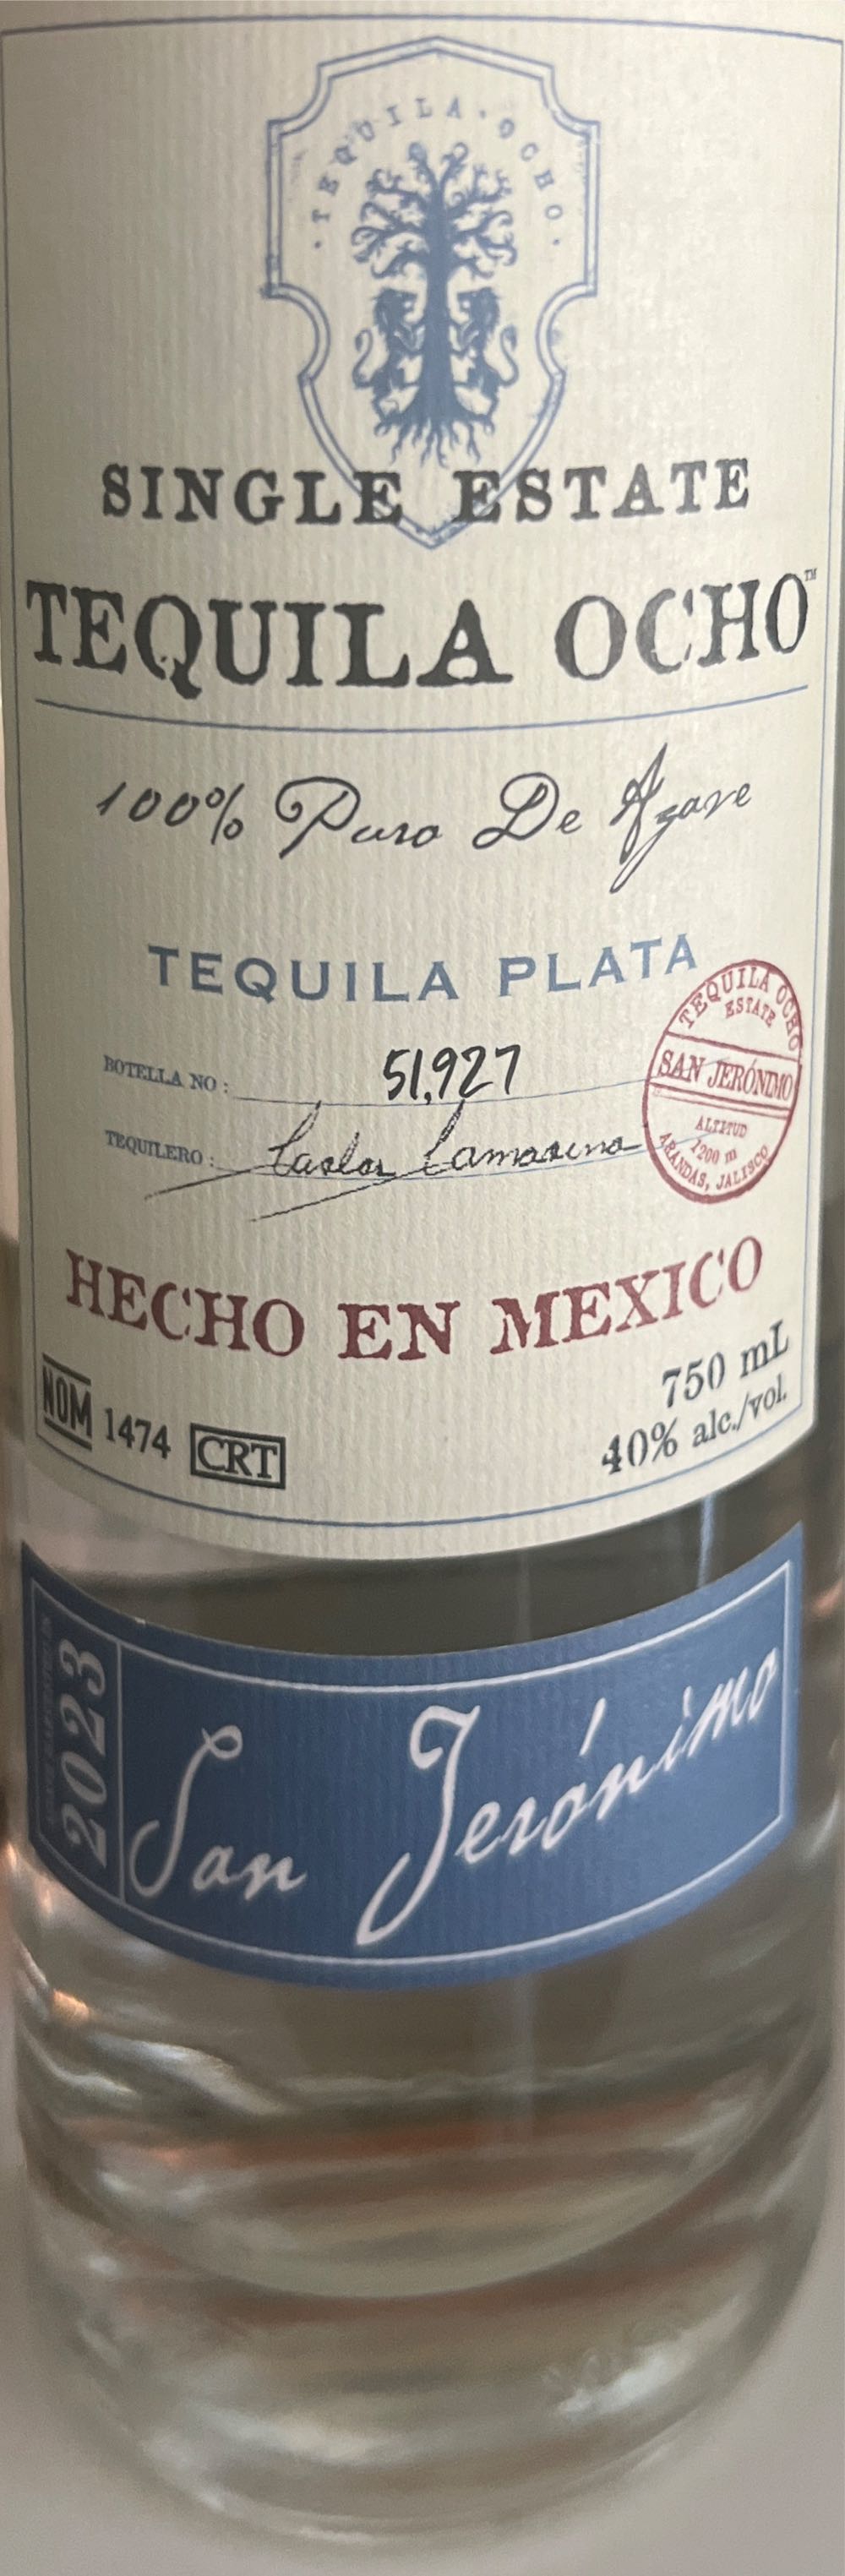 · TEQUILA · OCHO ·
SINGLE ESTATE
TEQUILA OCHO™
100% Puro De Agave
TEQUILA PLATA
BOTELLA NO : 51,927
TEQUILERO : Carlos Camarena
TEQUILA OCHO
ESTATE
SAN JERÓNIMO
ALTITUD
1200 m
ARANDAS, JALISCO
HECHO EN MEXICO
NOM 1474 CRT
750 mL
40% alc./vol.
2023
San Jerónimo